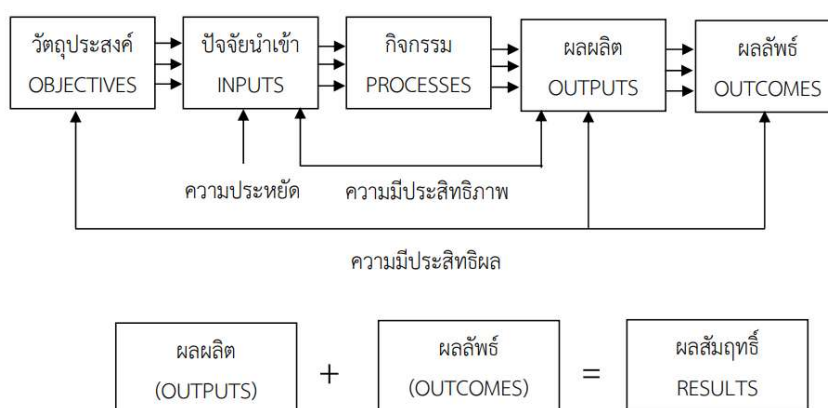 วัตถุประสงค์
OBJECTIVES
ปัจจัยนำเข้า
INPUTS
กิจกรรม
PROCESSES
ผลผลิต
OUTPUTS
ผลลัพธ์
OUTCOMES
ความประหยัด
ความมีประสิทธิภาพ
ความมีประสิทธิผล
ผลผลิต
(OUTPUTS)
+
ผลลัพธ์
(OUTCOMES)
=
ผลสัมฤทธิ์
RESULTS